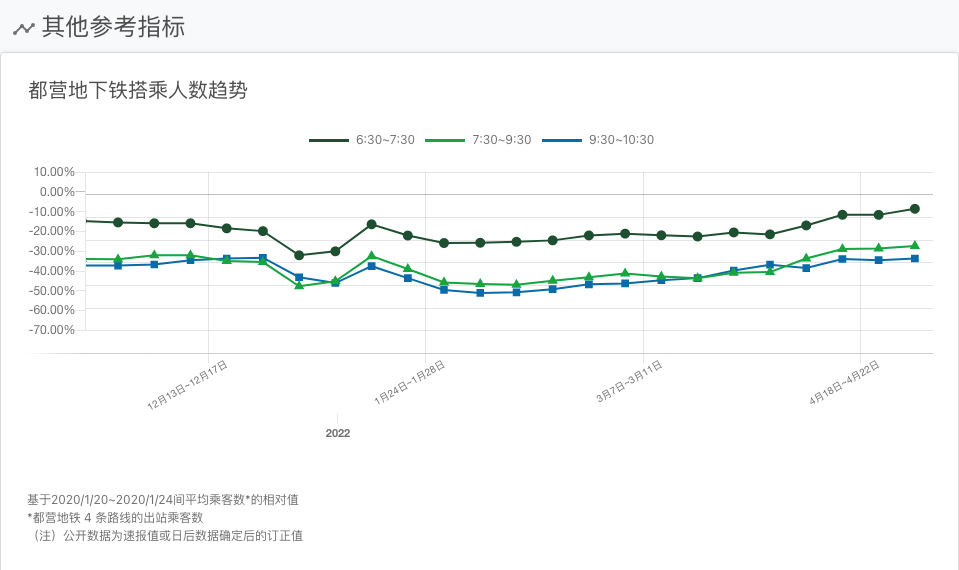 其他参考指标
都营地下铁搭乘人数趋势
6:30~7:30 7:30~9:30 9:30~10:30
10.00%
0.00%
-10.00%
-20.00%
-30.00%
-40.00%
-50.00%
-60.00%
-70.00%
12月13日~12月17日 1月24日~1月28日 3月7日~3月11日 4月18日~4月22日
2022
基于2020/1/20~2020/1/24间平均乘客数*的相对值
*都营地铁 4 条路线的出站乘客数
（注）公开数据为速报值或日后数据确定后的订正值